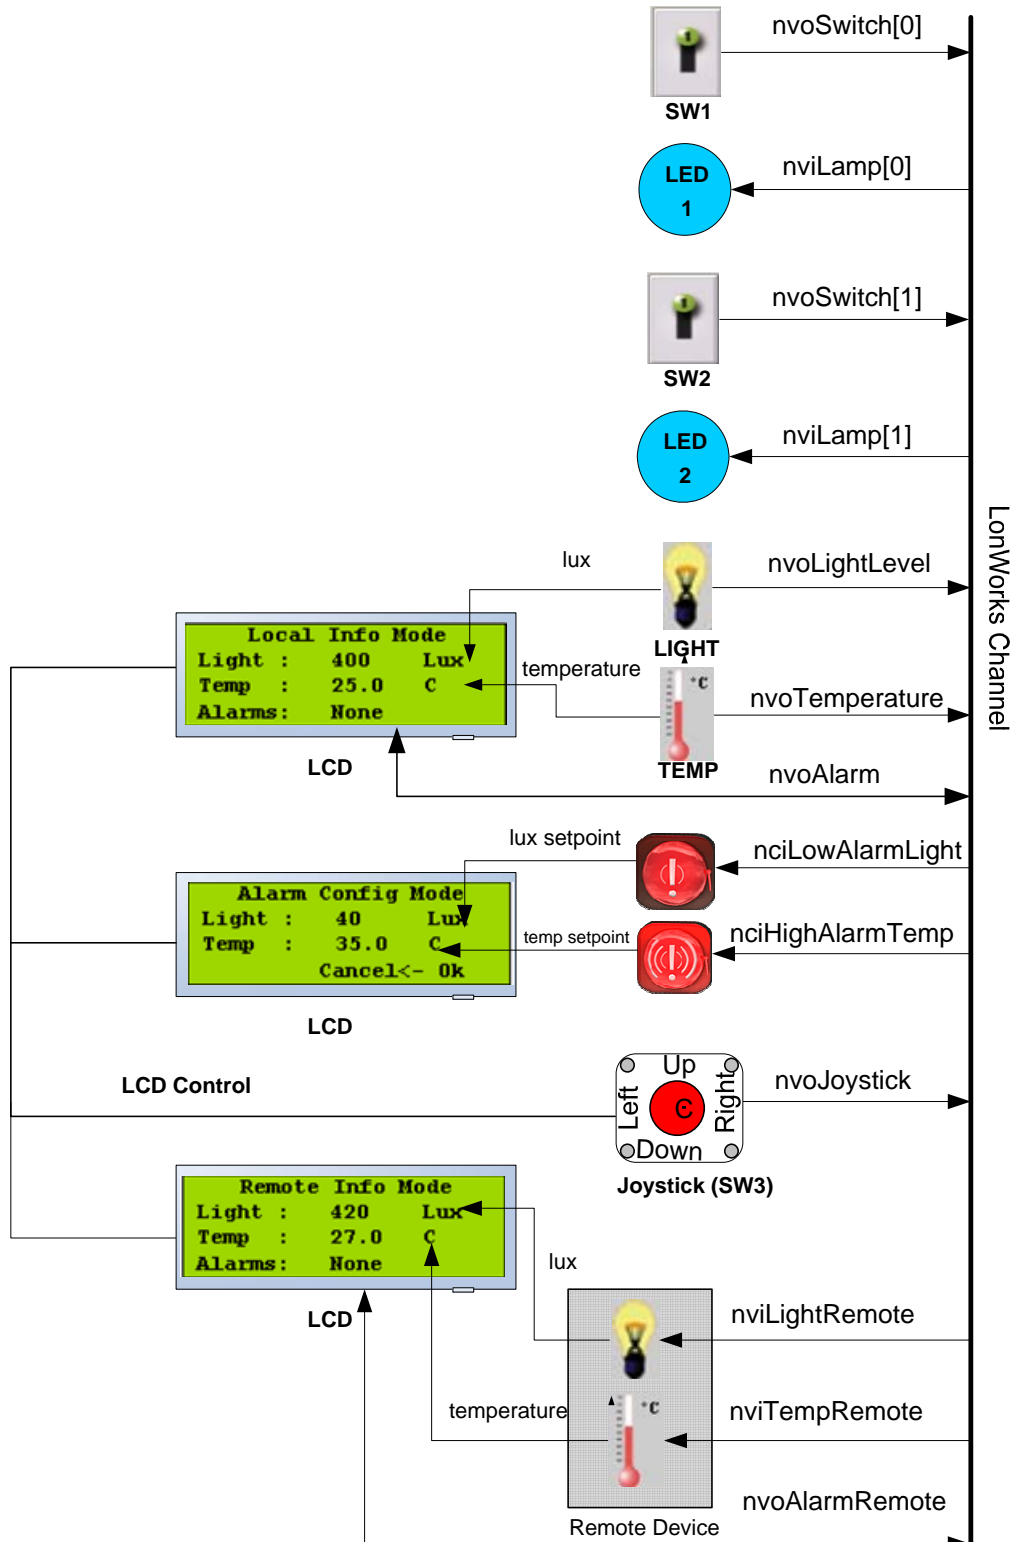 nvoSwitch[0]
SW1
nviLamp[0]
LED
1
nvoSwitch[1]
SW2
nviLamp[1]
LED
2
LonWorks Channel
lux
nvoLightLevel
LIGHT
Local Info Mode
Light : 400 Lux
Temp : 25.0 C
Alarms: None
LCD
temperature
°C
nvoTemperature
TEMP
nvoAlarm
lux setpoint
nciLowAlarmLight
Alarm Config Mode
Light : 40 Lux
Temp : 35.0 C
Cancel<- Ok
LCD
temp setpoint
nciHighAlarmTemp
LCD Control
Up
Left
C
Right
Down
nvoJoystick
Joystick (SW3)
Remote Info Mode
Light : 420 Lux
Temp : 27.0 C
Alarms: None
LCD
lux
nviLightRemote
temperature
°C
nviTempRemote
Remote Device
nvoAlarmRemote